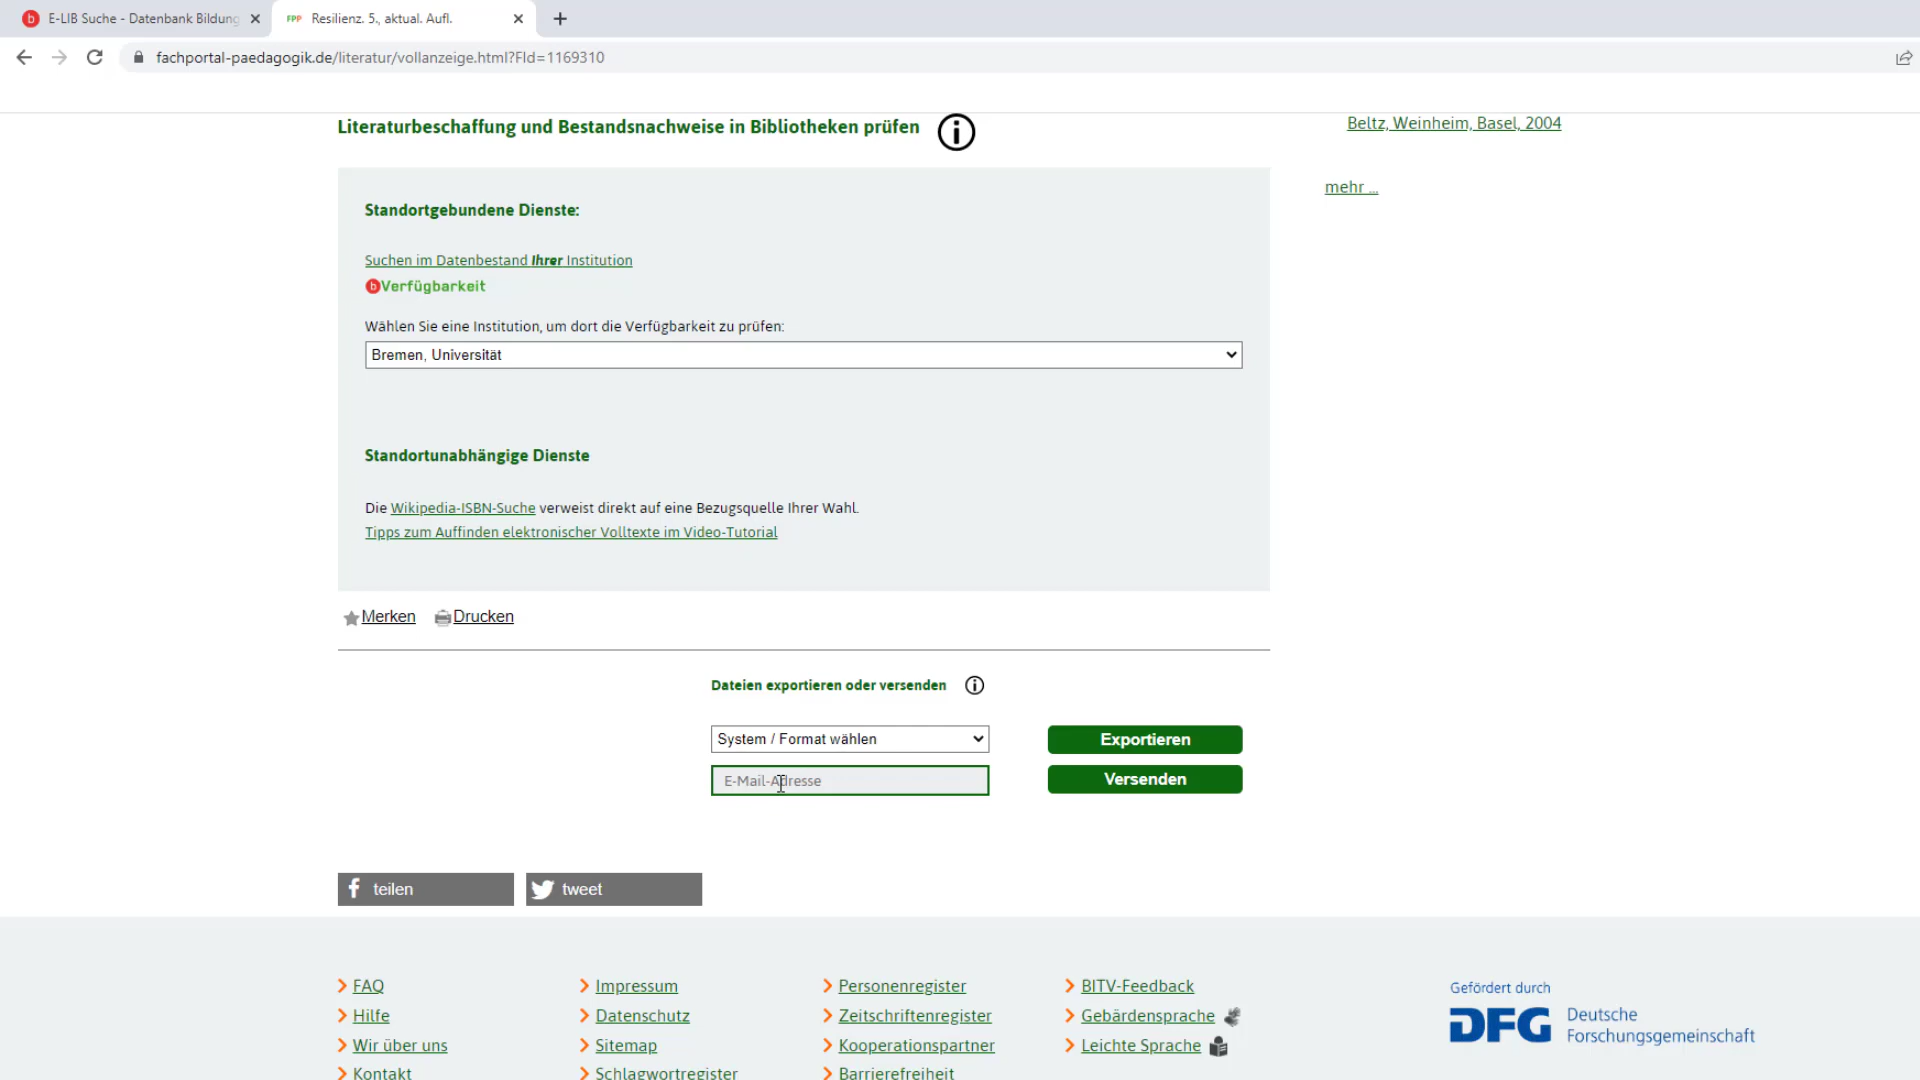 E-LIB Suche - Datenbank Bildung
FPP Resilienz. 5., aktual. Aufl.
fachportal-paedagogik.de/literatur/vollanzeige.html?FId=1169310
Literaturbeschaffung und Bestandsnachweise in Bibliotheken prüfen
Beltz, Weinheim, Basel, 2004
mehr ...
Standortgebundene Dienste:
Suchen im Datenbestand Ihrer Institution
b Verfügbarkeit
Wählen Sie eine Institution, um dort die Verfügbarkeit zu prüfen:
Bremen, Universität
Standortunabhängige Dienste
Die Wikipedia-ISBN-Suche verweist direkt auf eine Bezugsquelle Ihrer Wahl.
Tipps zum Auffinden elektronischer Volltexte im Video-Tutorial
Merken Drucken
Dateien exportieren oder versenden
System / Format wählen
Exportieren
E-Mail-Adresse
Versenden
teilen
tweet
FAQ
Hilfe
Wir über uns
Kontakt
Impressum
Datenschutz
Sitemap
Schlagwortregister
Personenregister
Zeitschriftenregister
Kooperationspartner
Barrierefreiheit
BITV-Feedback
Gebärdensprache
Leichte Sprache
Gefördert durch
DFG Deutsche
Forschungsgemeinschaft